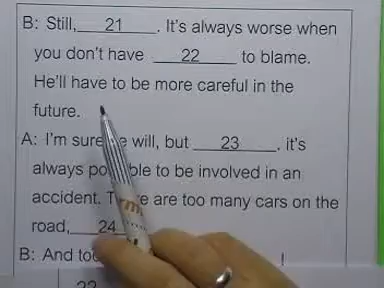 B: Still, 21 . It's always worse when
you don't have 22 to blame.
He'll have to be more careful in the
future.
A: I'm sure will, but 23 , it's
always to be involved in an
accident. are too many cars on the
road, 24
B: And !